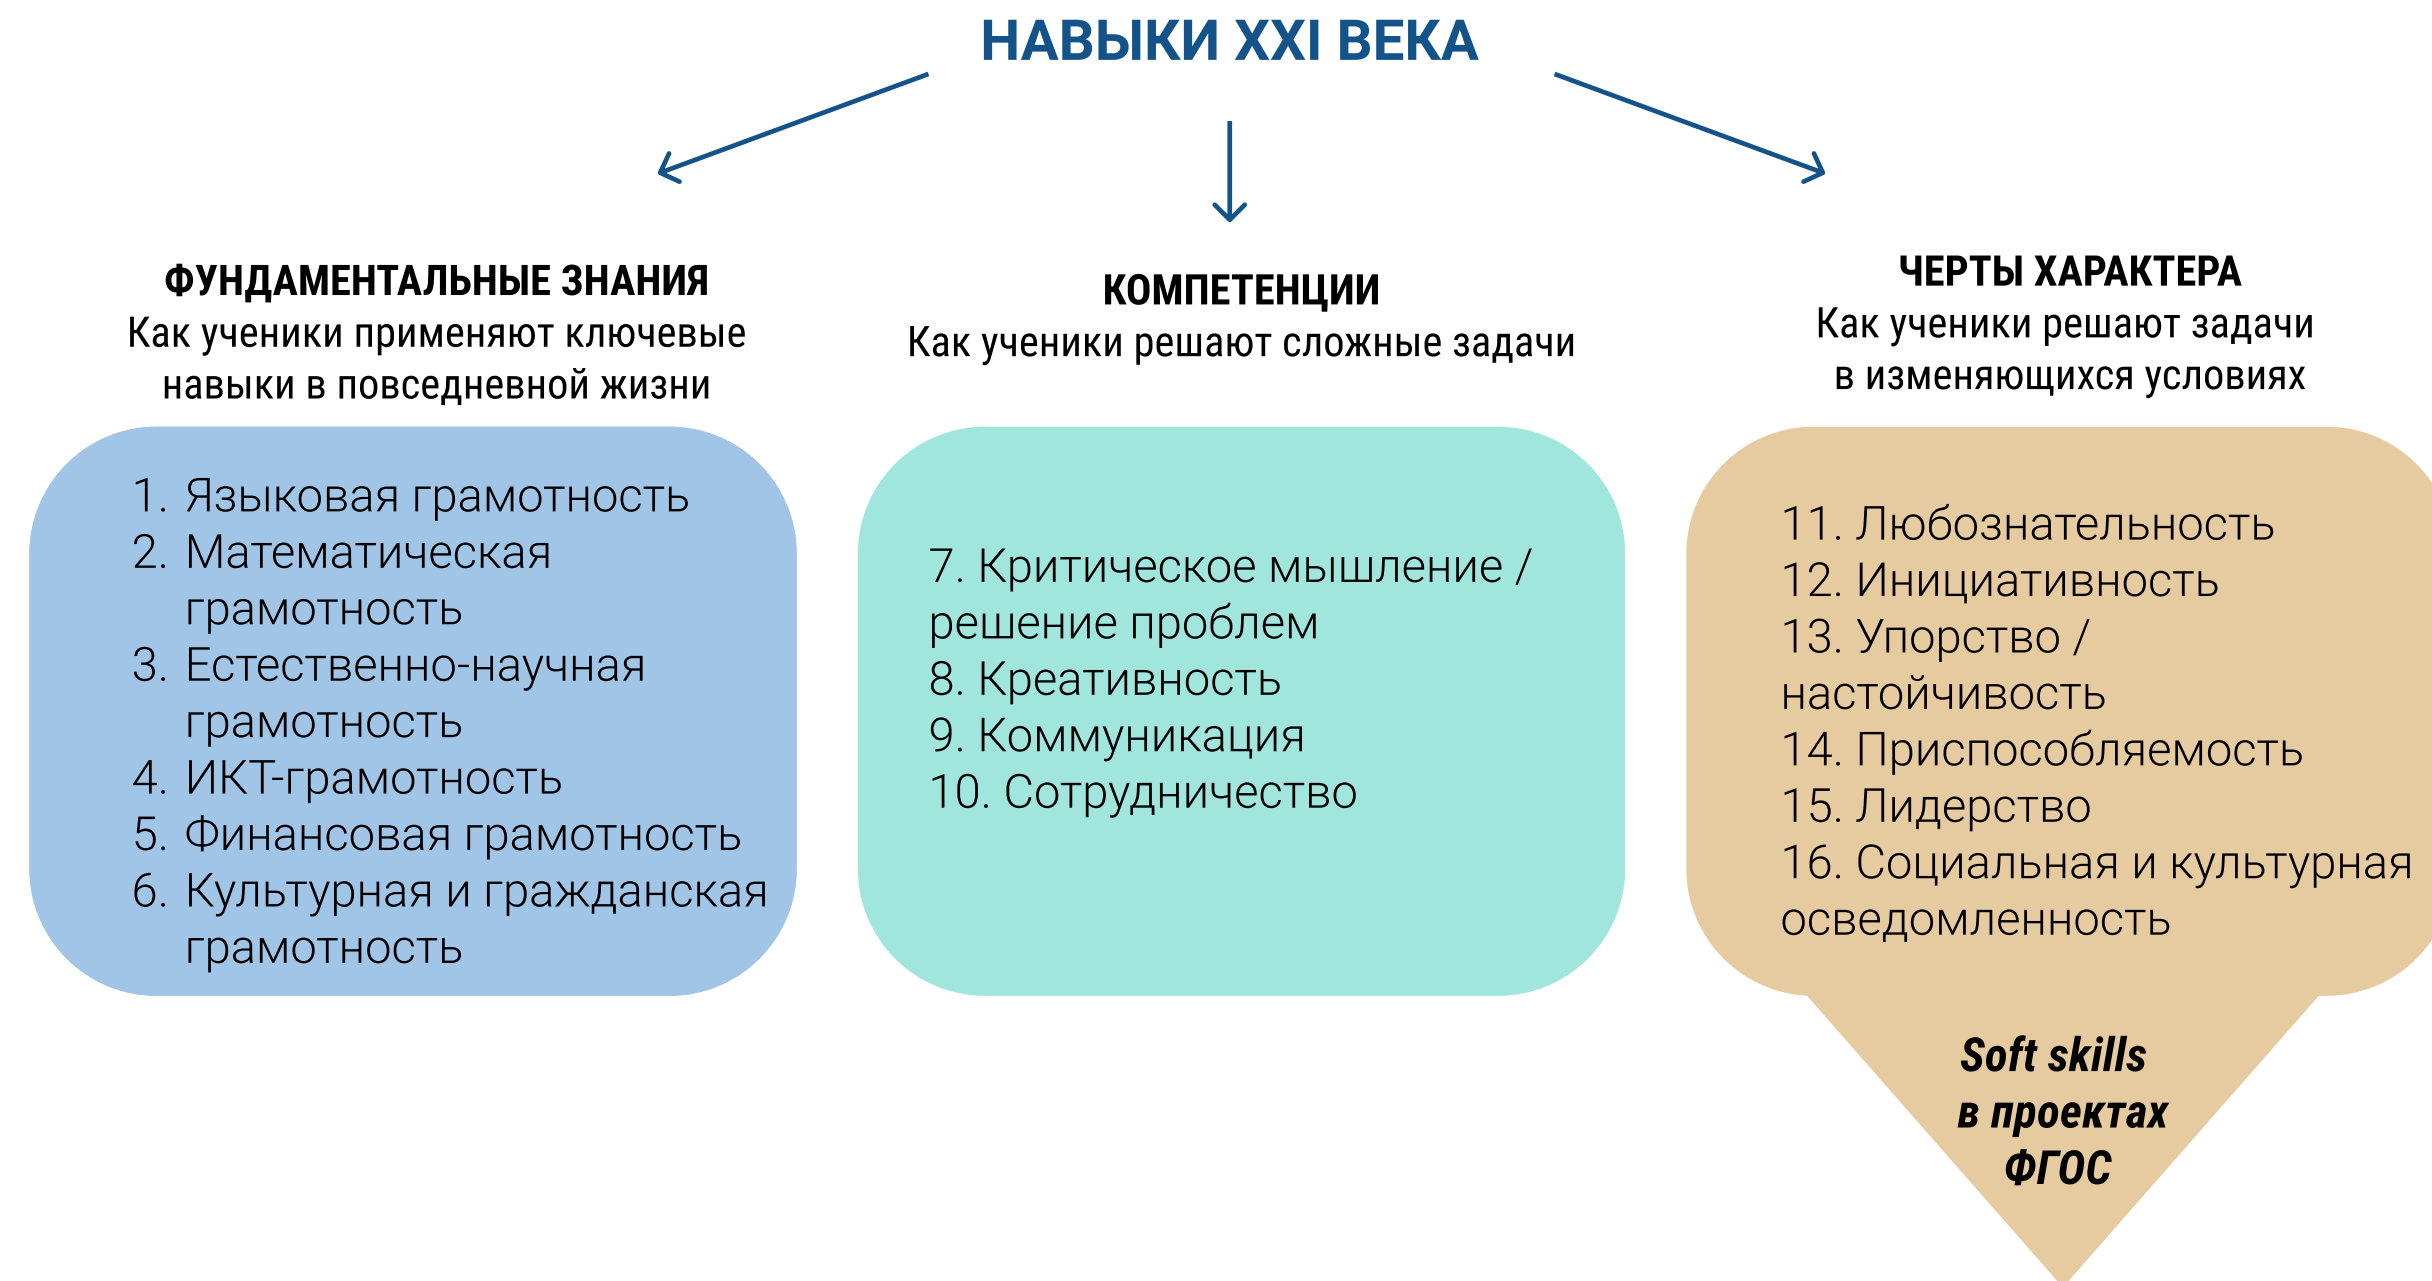 НАВЫКИ XXI ВЕКА
ФУНДАМЕНТАЛЬНЫЕ ЗНАНИЯ
Как ученики применяют ключевые
навыки в повседневной жизни
1. Языковая грамотность
2. Математическая
грамотность
3. Естественно-научная
грамотность
4. ИКТ-грамотность
5. Финансовая грамотность
6. Культурная и гражданская
грамотность
КОМПЕТЕНЦИИ
Как ученики решают сложные задачи
7. Критическое мышление /
решение проблем
8. Креативность
9. Коммуникация
10. Сотрудничество
ЧЕРТЫ ХАРАКТЕРА
Как ученики решают задачи
в изменяющихся условиях
11. Любознательность
12. Инициативность
13. Упорство /
настойчивость
14. Приспособляемость
15. Лидерство
16. Социальная и культурная
осведомленность
Soft skills
в проектах
ФГОС